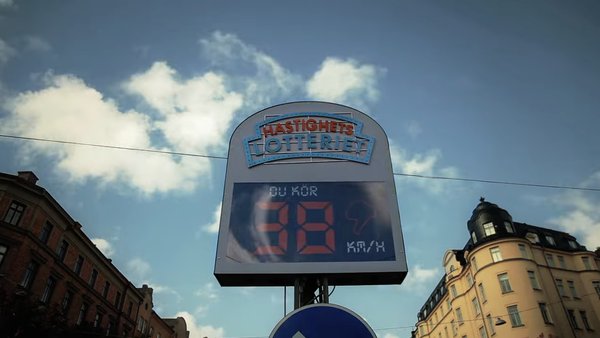 HASTIGHETS
LOTTERIET
DU KÖR
38
KM/H